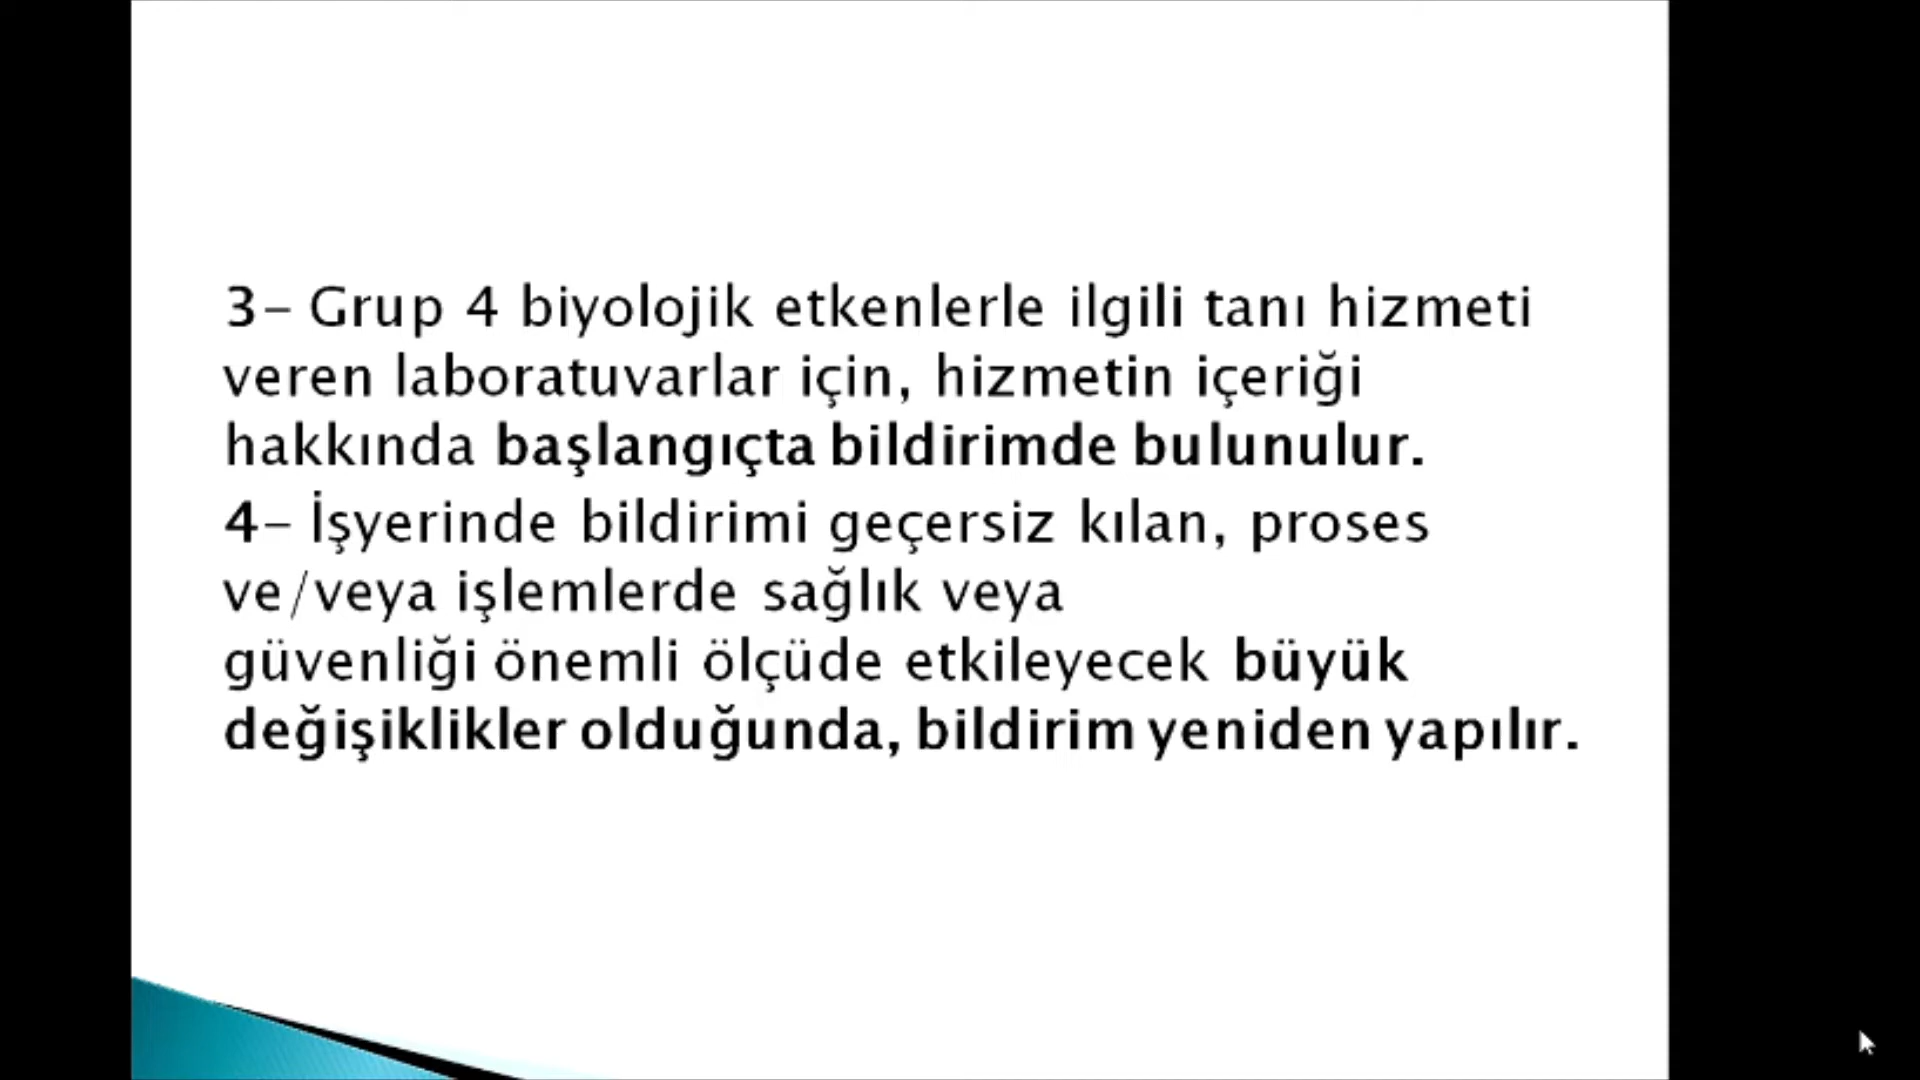 3- Grup 4 biyolojik etkenlerle ilgili tanı hizmeti
veren laboratuvarlar için, hizmetin içeriği
hakkında başlangıçta bildirimde bulunulur.
4- İşyerinde bildirimi geçersiz kılan, proses
ve/veya işlemlerde sağlık veya
güvenliği önemli ölçüde etkileyecek büyük
değişiklikler olduğunda, bildirim yeniden yapılır.